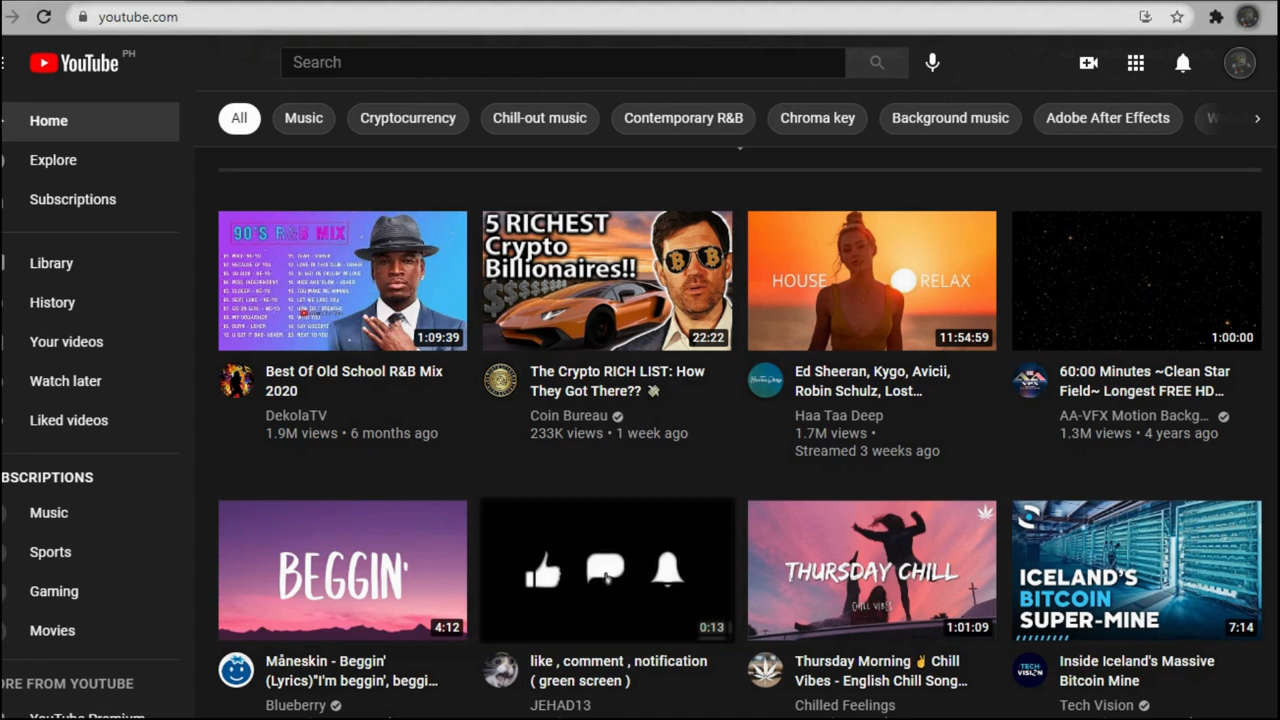 youtube.com
YouTube PH
Search
Home
Explore
Subscriptions
Library
History
Your videos
Watch later
Liked videos
BSCRIPTIONS
Music
Sports
Gaming
Movies
ORE FROM YOUTUBE
YouTube Premium
All
Music
Cryptocurrency
Chill-out music
Contemporary R&B
Chroma key
Background music
Adobe After Effects
90'S R&B MIX
1:09:39
Best Of Old School R&B Mix
2020
DekolaTV
1.9M views • 6 months ago
5 RICHEST
Crypto
Billionaires!!
22:22
The Crypto RICH LIST: How
They Got There?? 💸
Coin Bureau
233K views • 1 week ago
HOUSE RELAX
11:54:59
Ed Sheeran, Kygo, Avicii,
Robin Schulz, Lost...
Haa Taa Deep
1.7M views •
Streamed 3 weeks ago
1:00:00
60:00 Minutes ~Clean Star
Field~ Longest FREE HD...
AA-VFX Motion Backg...
1.3M views • 4 years ago
BEGGIN'
4:12
Måneskin - Beggin'
(Lyrics)"I'm beggin', beggi...
Blueberry
0:13
like , comment , notification
( green screen )
JEHAD13
THURSDAY CHILL
CHILL VIBES
1:01:09
Thursday Morning ✌ Chill
Vibes - English Chill Song...
Chilled Feelings
ICELAND'S
BITCOIN
SUPER-MINE
7:14
TECH
VISION
Inside Iceland's Massive
Bitcoin Mine
Tech Vision